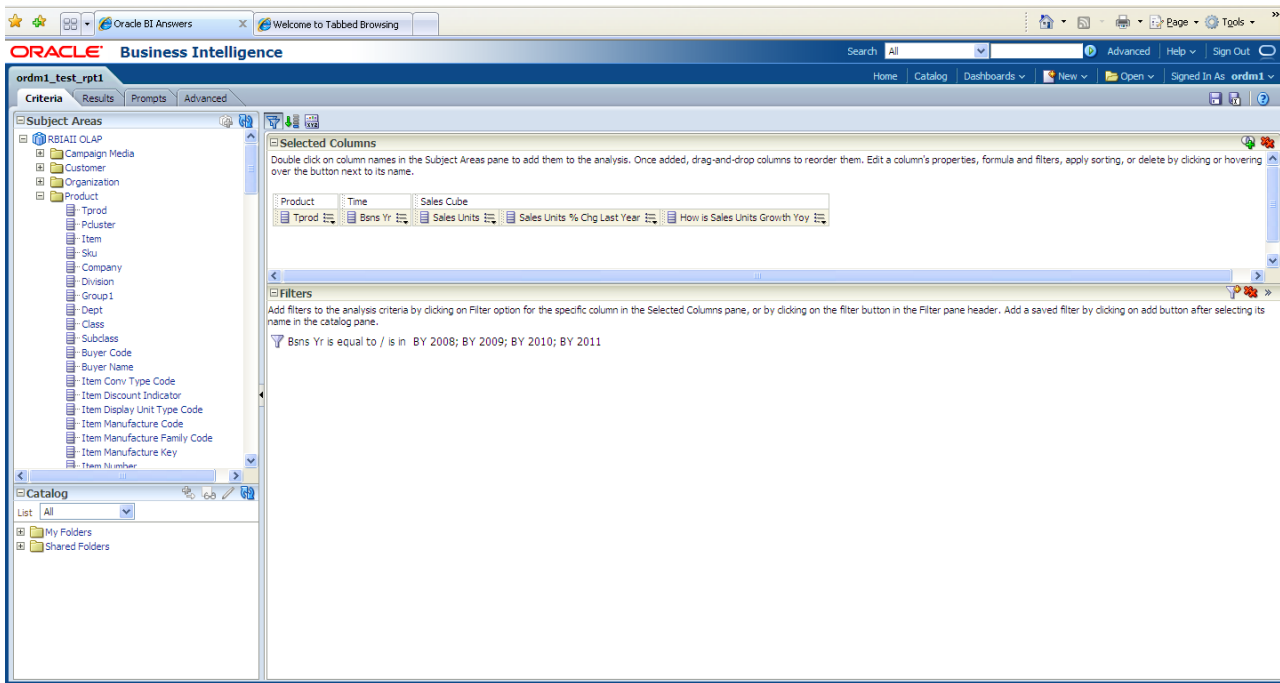 Oracle BI Answers X Welcome to Tabbed Browsing Page Tools
ORACLE Business Intelligence Search All Advanced Help Sign Out
ordm1_test_rpt1 Home Catalog Dashboards New Open Signed In As ordm1
Criteria Results Prompts Advanced
Subject Areas
RBIAII OLAP
Campaign Media
Customer
Organization
Product
Tprod
Pcluster
Item
Sku
Company
Division
Group1
Dept
Class
Subclass
Buyer Code
Buyer Name
Item Conv Type Code
Item Discount Indicator
Item Display Unit Type Code
Item Manufacture Code
Item Manufacture Family Code
Item Manufacture Key
Item Number
Catalog
List All
My Folders
Shared Folders
Selected Columns
Double click on column names in the Subject Areas pane to add them to the analysis. Once added, drag-and-drop columns to reorder them. Edit a column's properties, formula and filters, apply sorting, or delete by clicking or hovering
over the button next to its name.
Product Time Sales Cube
Tprod Bsns Yr Sales Units Sales Units % Chg Last Year How is Sales Units Growth Yoy
Filters
Add filters to the analysis criteria by clicking on Filter option for the specific column in the Selected Columns pane, or by clicking on the filter button in the Filter pane header. Add a saved filter by clicking on add button after selecting its
name in the catalog pane.
Bsns Yr is equal to / is in BY 2008; BY 2009; BY 2010; BY 2011